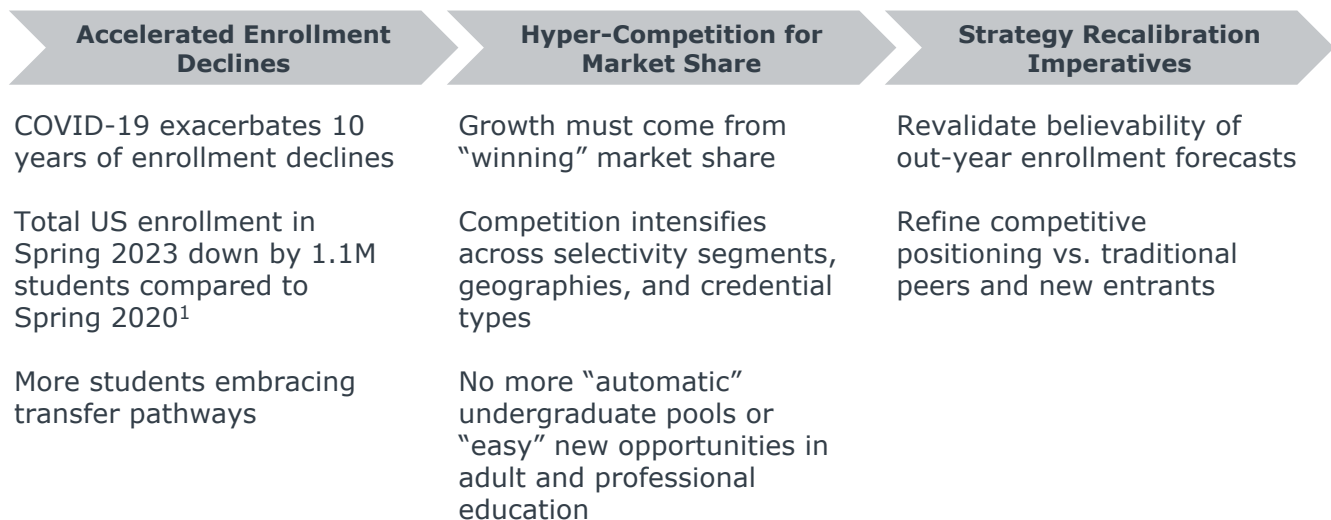 Accelerated Enrollment
Declines
COVID-19 exacerbates 10
years of enrollment declines
Total US enrollment in
Spring 2023 down by 1.1M
students compared to
Spring 2020¹
More students embracing
transfer pathways
Hyper-Competition for
Market Share
Growth must come from
“winning” market share
Competition intensifies
across selectivity segments,
geographies, and credential
types
No more “automatic”
undergraduate pools or
“easy” new opportunities in
adult and professional
education
Strategy Recalibration
Imperatives
Revalidate believability of
out-year enrollment forecasts
Refine competitive
positioning vs. traditional
peers and new entrants